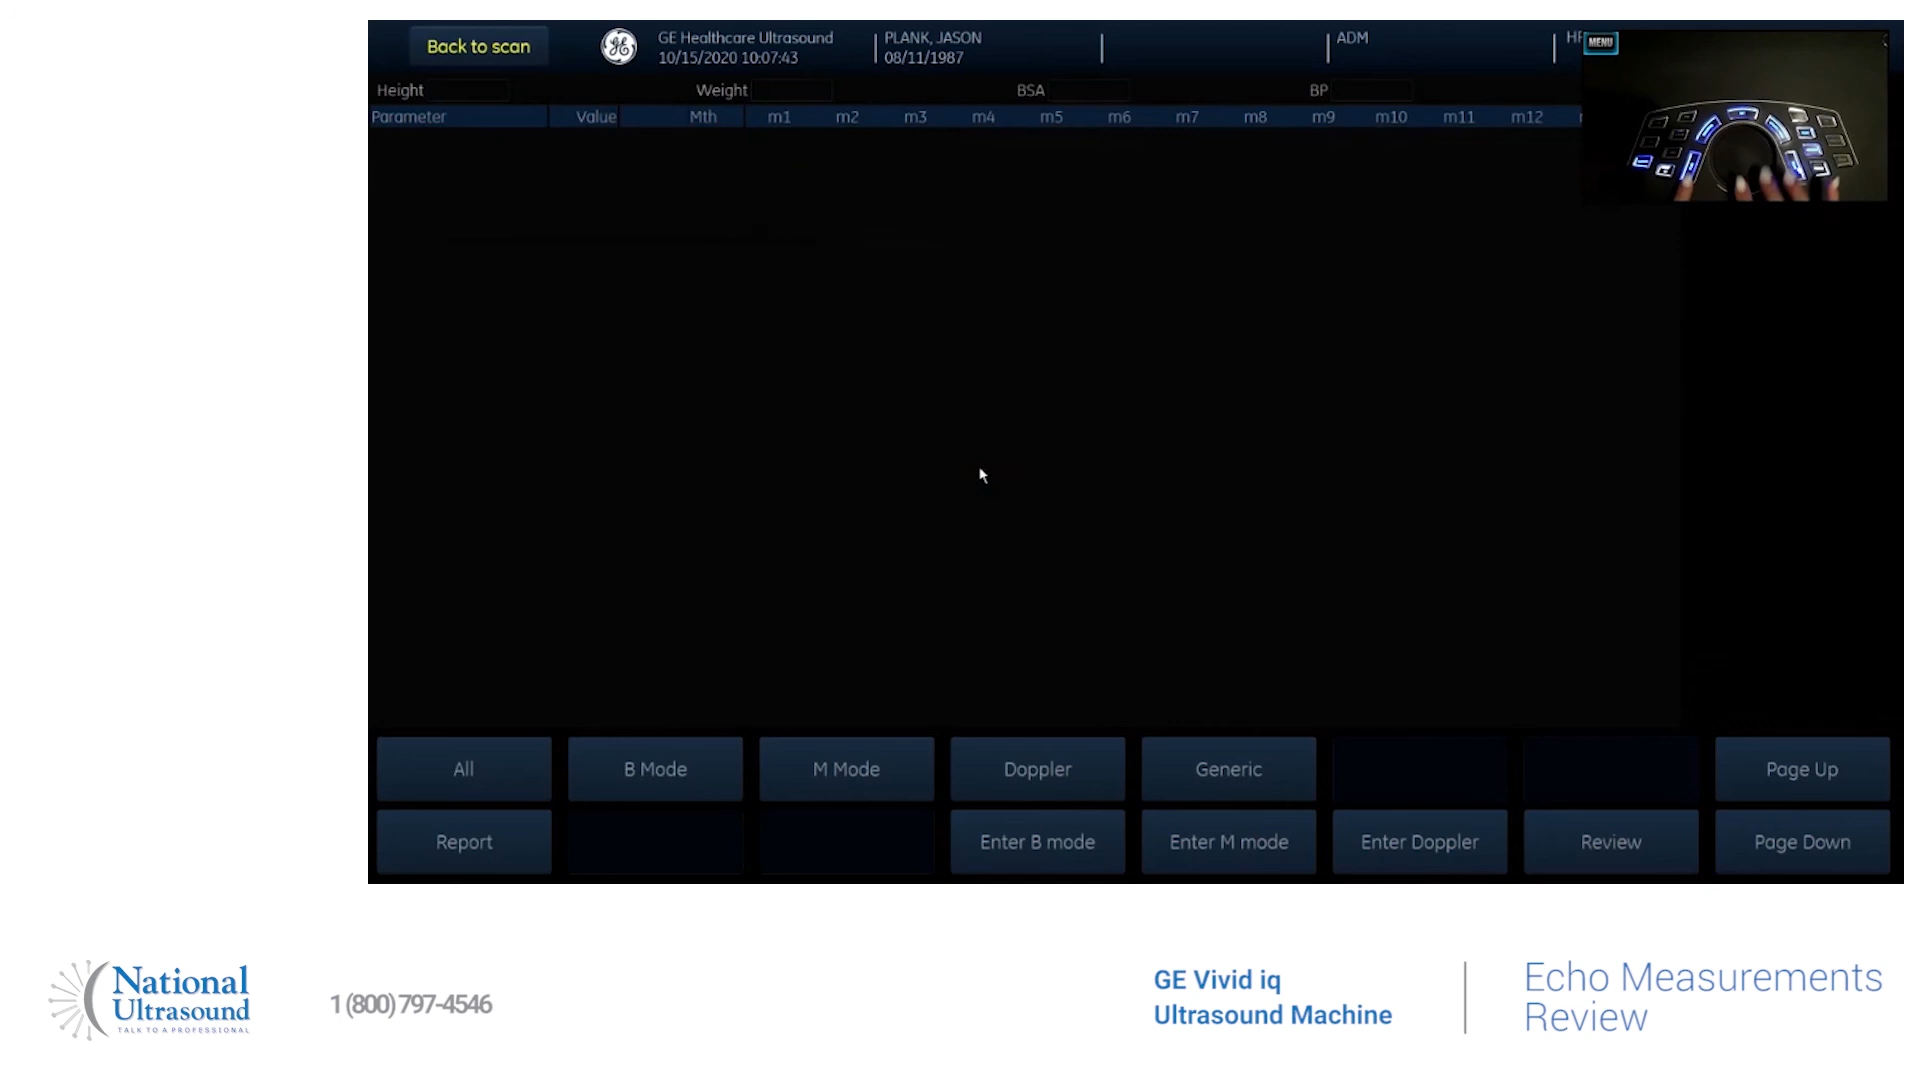 Back to scan
GE Healthcare Ultrasound
10/15/2020 10:07:43
PLANK, JASON
08/11/1987
ADM
MENU
Height Weight BSA BP
Parameter Value Mth m1 m2 m3 m4 m5 m6 m7 m8 m9 m10 m11 m12
All B Mode M Mode Doppler Generic Page Up
Report Enter B mode Enter M mode Enter Doppler Review Page Down
National
Ultrasound
TALK TO A PROFESSIONAL
1 (800) 797-4546
GE Vivid iq
Ultrasound Machine
Echo Measurements
Review